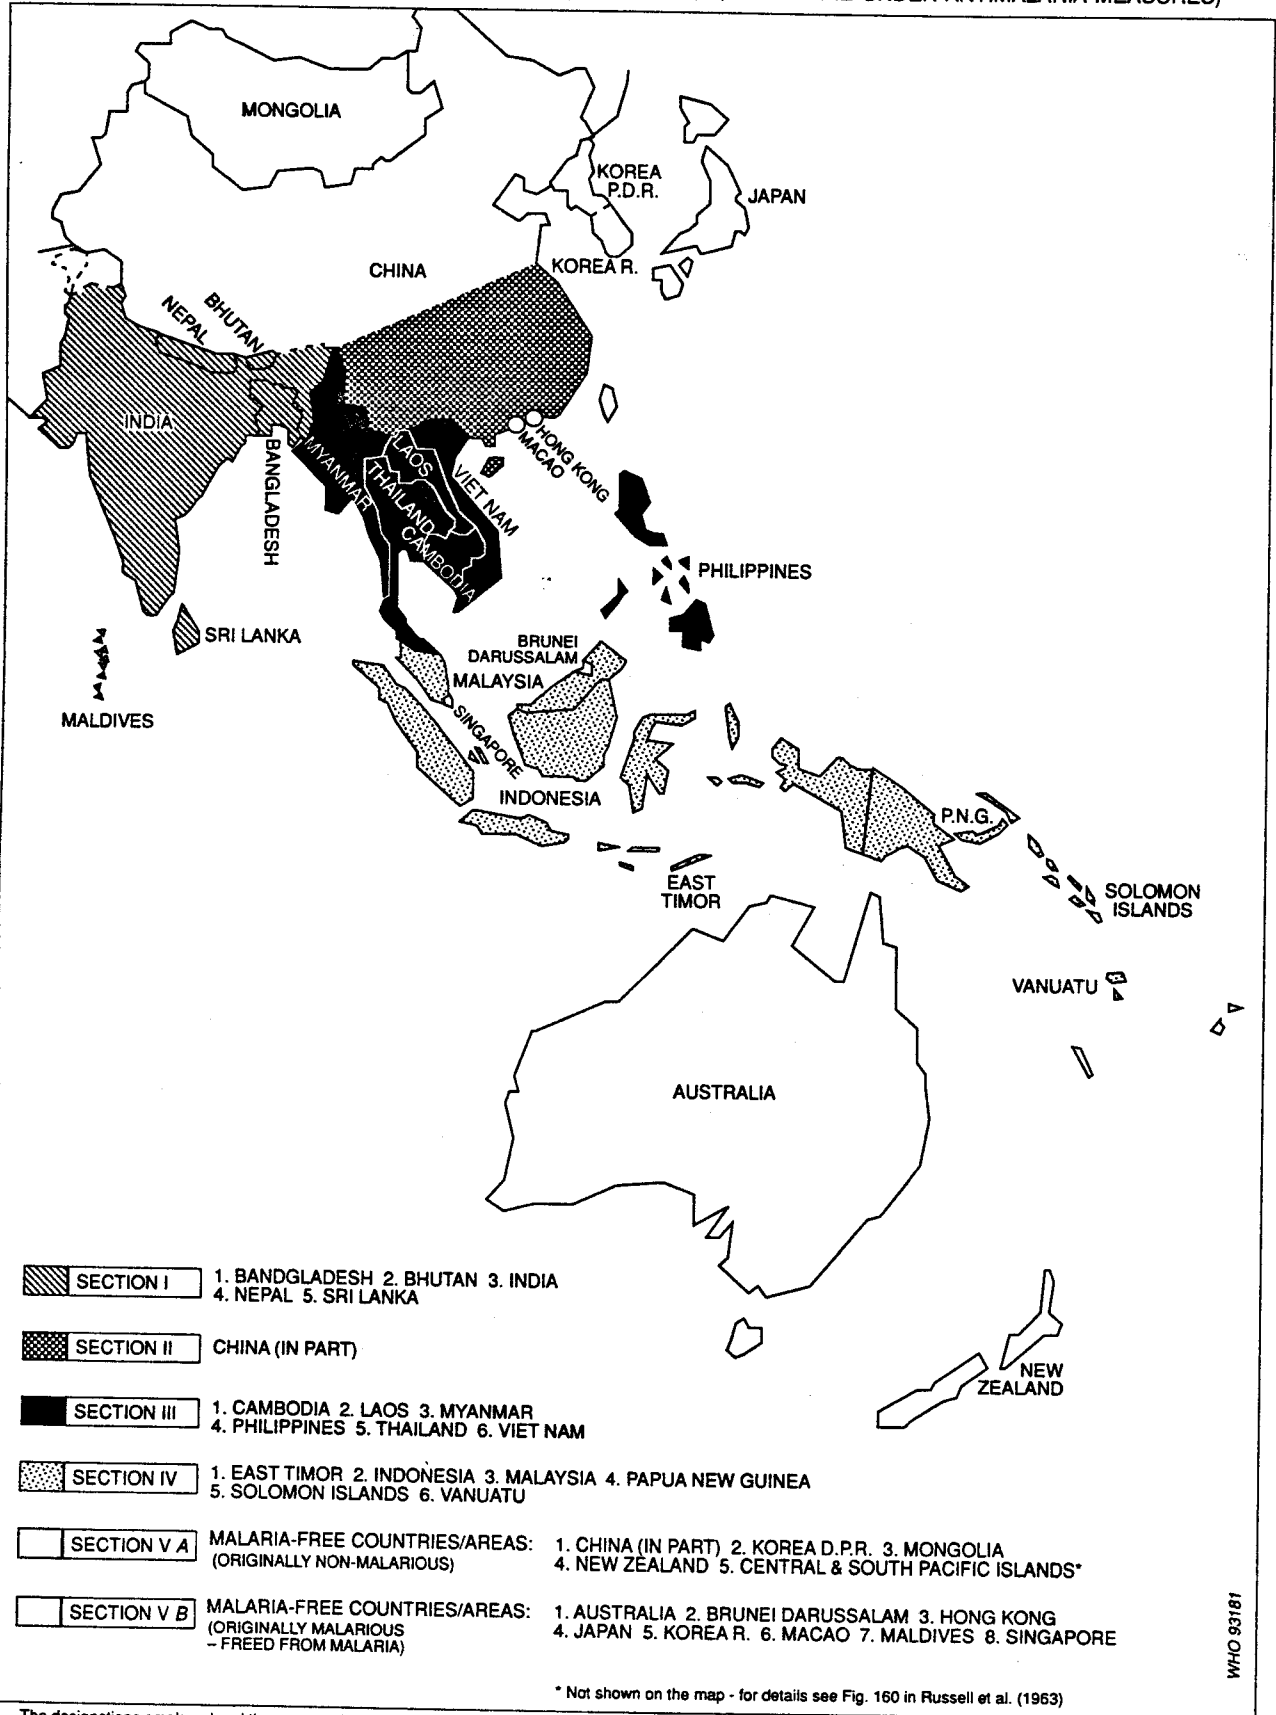 UNDER ANTIMALARIA MEASURES)
MONGOLIA
KOREA
P.D.R.
JAPAN
CHINA
KOREA R.
NEPAL
BHUTAN
INDIA
BANGLADESH
MYANMAR
LAOS
THAILAND
CAMBODIA
VIET NAM
HONG KONG
MACAO
PHILIPPINES
SRI LANKA
MALDIVES
BRUNEI
DARUSSALAM
MALAYSIA
SINGAPORE
INDONESIA
P.N.G.
EAST
TIMOR
SOLOMON
ISLANDS
VANUATU
AUSTRALIA
NEW
ZEALAND
SECTION I 1. BANDGLADESH 2. BHUTAN 3. INDIA
4. NEPAL 5. SRI LANKA
SECTION II CHINA (IN PART)
SECTION III 1. CAMBODIA 2. LAOS 3. MYANMAR
4. PHILIPPINES 5. THAILAND 6. VIET NAM
SECTION IV 1. EAST TIMOR 2. INDONESIA 3. MALAYSIA 4. PAPUA NEW GUINEA
5. SOLOMON ISLANDS 6. VANUATU
SECTION V A MALARIA-FREE COUNTRIES/AREAS: 1. CHINA (IN PART) 2. KOREA D.P.R. 3. MONGOLIA
(ORIGINALLY NON-MALARIOUS) 4. NEW ZEALAND 5. CENTRAL & SOUTH PACIFIC ISLANDS*
SECTION V B MALARIA-FREE COUNTRIES/AREAS: 1. AUSTRALIA 2. BRUNEI DARUSSALAM 3. HONG KONG
(ORIGINALLY MALARIOUS 4. JAPAN 5. KOREA R. 6. MACAO 7. MALDIVES 8. SINGAPORE
– FREED FROM MALARIA)
WHO 93181
* Not shown on the map - for details see Fig. 160 in Russell et al. (1963)
The designations